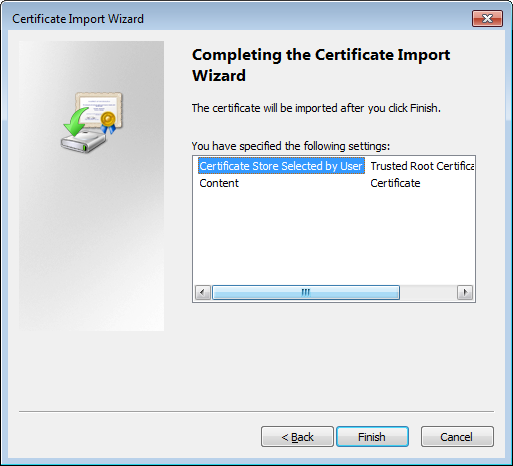 Certificate Import Wizard
Completing the Certificate Import
Wizard
The certificate will be imported after you click Finish.
You have specified the following settings:
Certificate Store Selected by User Trusted Root Certifica
Content Certificate
< Back Finish Cancel